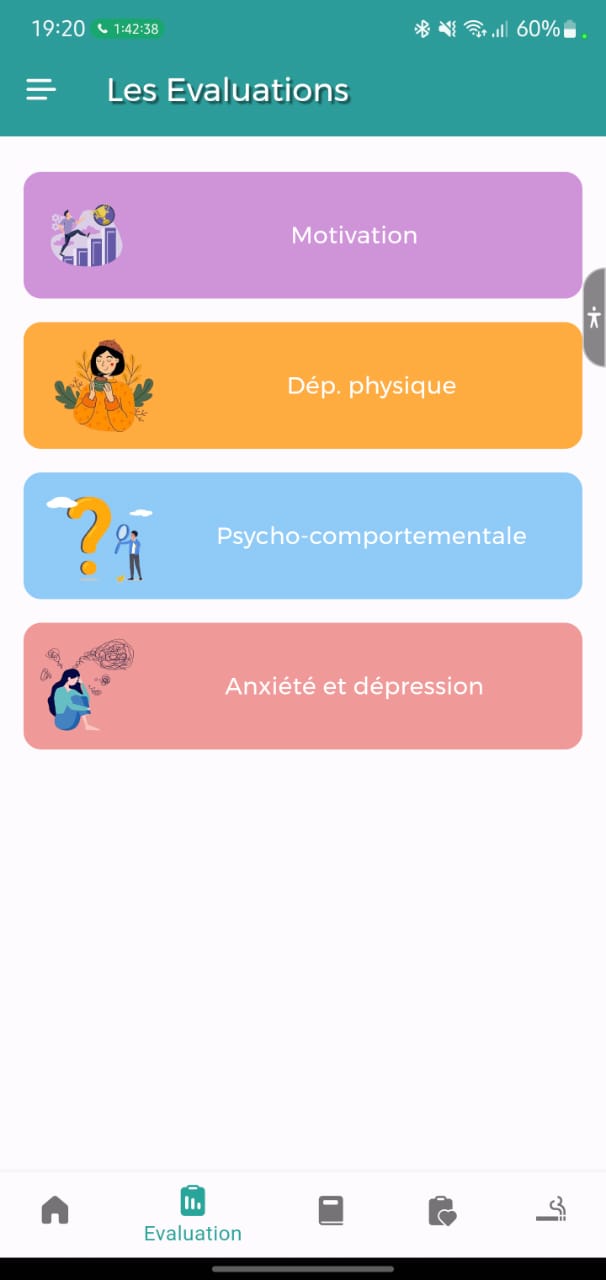 19:20 1:42:38 60%
Les Evaluations
Motivation
Dép. physique
Psycho-comportementale
Anxiété et dépression
Evaluation